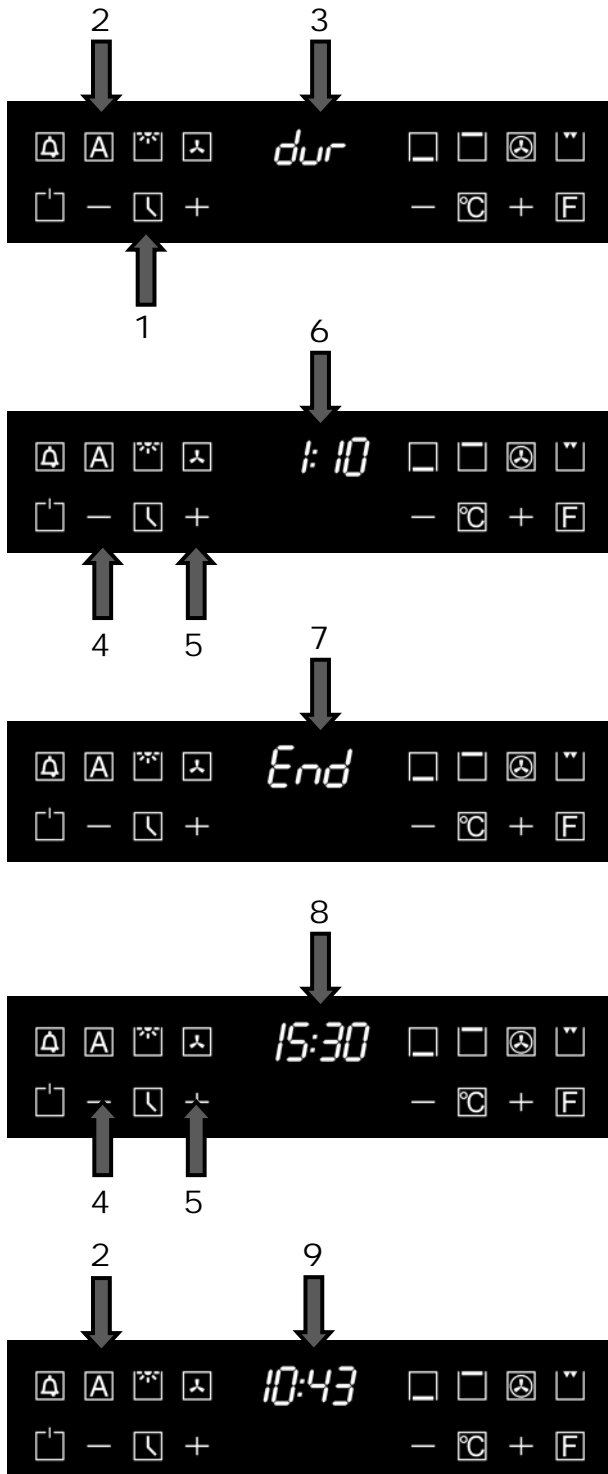 2 3
A dur
− °C + F
− +
1
6
A 1:10
− + − °C + F
4 5
7
A End
− + − °C + F
8
A 15:30
− + − °C + F
4 5
2 9
A 10:43
− + − °C + F